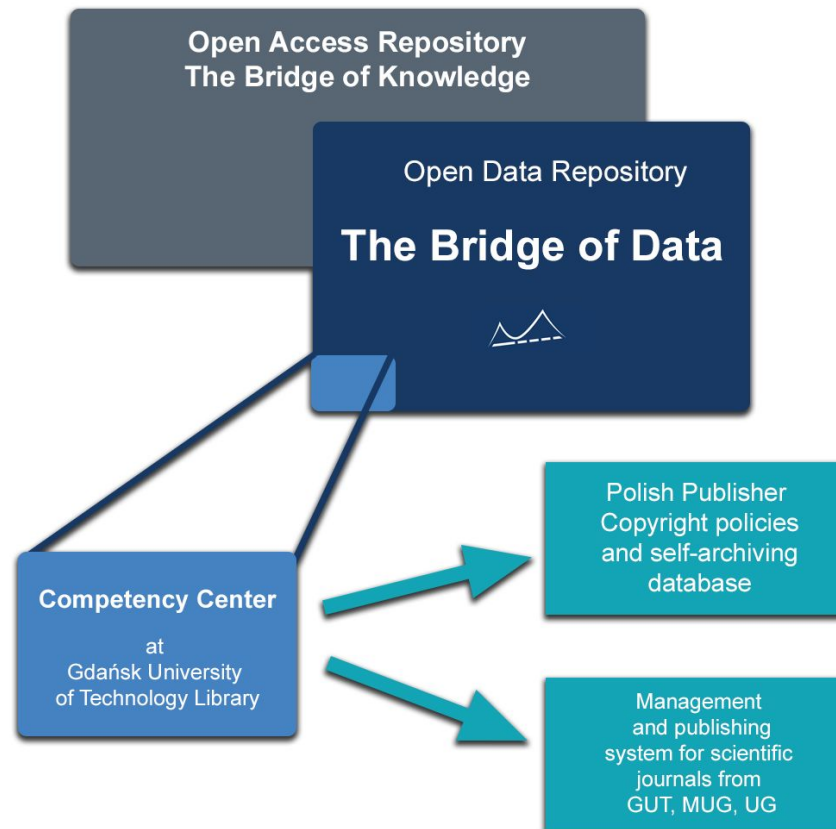 Open Access Repository
The Bridge of Knowledge
Open Data Repository
The Bridge of Data
Competency Center
at
Gdańsk University
of Technology Library
Polish Publisher
Copyright policies
and self-archiving
database
Management
and publishing
system for scientific
journals from
GUT, MUG, UG